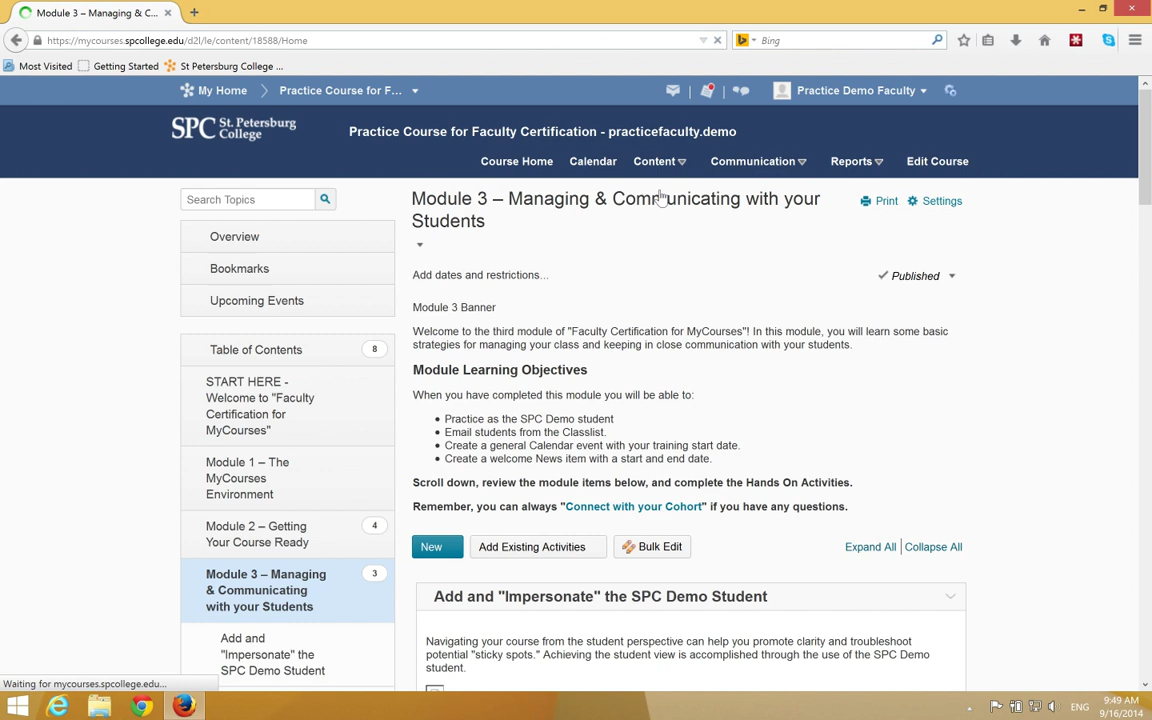 Module 3 – Managing & C...
https://mycourses.spcollege.edu/d2l/le/content/18588/Home
Bing
Most Visited
Getting Started
St Petersburg College ...
My Home
Practice Course for F...
Practice Demo Faculty
SPC St. Petersburg College
Practice Course for Faculty Certification - practicefaculty.demo
Course Home
Calendar
Content
Communication
Reports
Edit Course
Search Topics
Overview
Bookmarks
Upcoming Events
Table of Contents
8
START HERE -
Welcome to "Faculty
Certification for
MyCourses"
Module 1 – The
MyCourses
Environment
Module 2 – Getting
Your Course Ready
4
Module 3 – Managing
& Communicating
with your Students
3
Add and
"Impersonate" the
SPC Demo Student
Module 3 – Managing & Communicating with your
Students
Print
Settings
Add dates and restrictions...
Published
Module 3 Banner
Welcome to the third module of "Faculty Certification for MyCourses"! In this module, you will learn some basic
strategies for managing your class and keeping in close communication with your students.
Module Learning Objectives
When you have completed this module you will be able to:
Practice as the SPC Demo student
Email students from the Classlist.
Create a general Calendar event with your training start date.
Create a welcome News item with a start and end date.
Scroll down, review the module items below, and complete the Hands On Activities.
Remember, you can always "Connect with your Cohort" if you have any questions.
New
Add Existing Activities
Bulk Edit
Expand All
Collapse All
Add and "Impersonate" the SPC Demo Student
Navigating your course from the student perspective can help you promote clarity and troubleshoot
potential "sticky spots." Achieving the student view is accomplished through the use of the SPC Demo
student.
Waiting for mycourses.spcollege.edu...
ENG
9:49 AM
9/16/2014